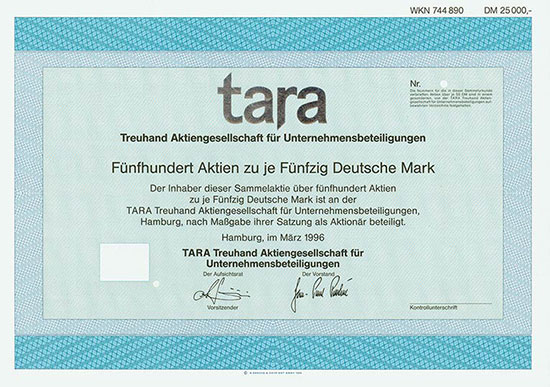 WKN 744 890 DM 25 000,-
Nr.
tara
Treuhand Aktiengesellschaft für Unternehmensbeteiligungen
Fünfhundert Aktien zu je Fünfzig Deutsche Mark
Der Inhaber dieser Sammelaktie über fünfhundert Aktien
zu je Fünfzig Deutsche Mark ist an der
TARA Treuhand Aktiengesellschaft für Unternehmensbeteiligungen,
Hamburg, nach Maßgabe ihrer Satzung als Aktionär beteiligt.
Hamburg, im März 1996
TARA Treuhand Aktiengesellschaft für
Unternehmensbeteiligungen
Der Aufsichtsrat Der Vorstand
Vorsitzender
Kontrollunterschrift